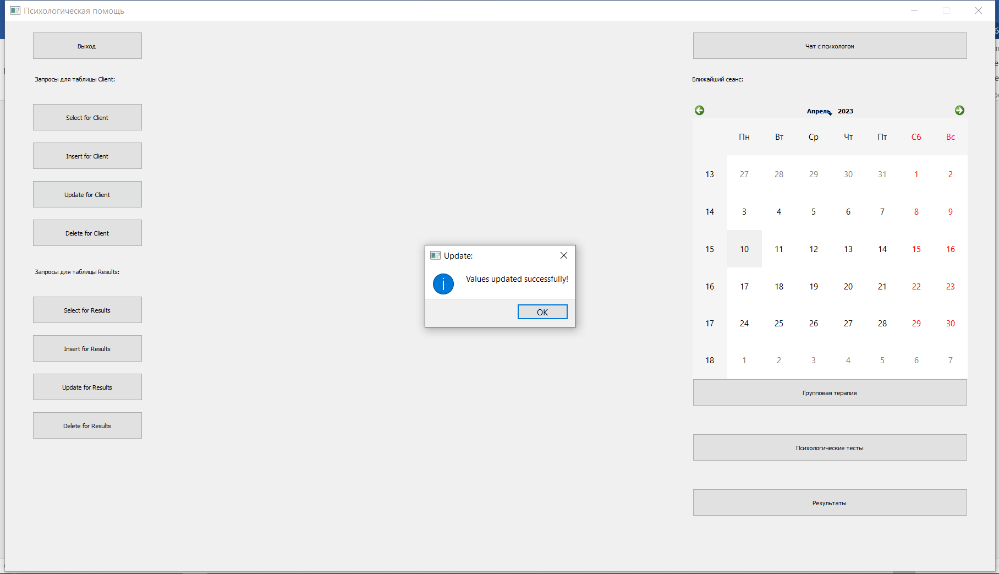 Психологическая помощь
Выход
Запросы для таблицы Client:
Select for Client
Insert for Client
Update for Client
Delete for Client
Запросы для таблицы Results:
Select for Results
Insert for Results
Update for Results
Delete for Results
Update:
Values updated successfully!
OK
Чат с психологом
Ближайший сеанс:
Апрель 2023
Пн Вт Ср Чт Пт Сб Вс
13 27 28 29 30 31 1 2
14 3 4 5 6 7 8 9
15 10 11 12 13 14 15 16
16 17 18 19 20 21 22 23
17 24 25 26 27 28 29 30
18 1 2 3 4 5 6 7
Групповая терапия
Психологические тесты
Результаты